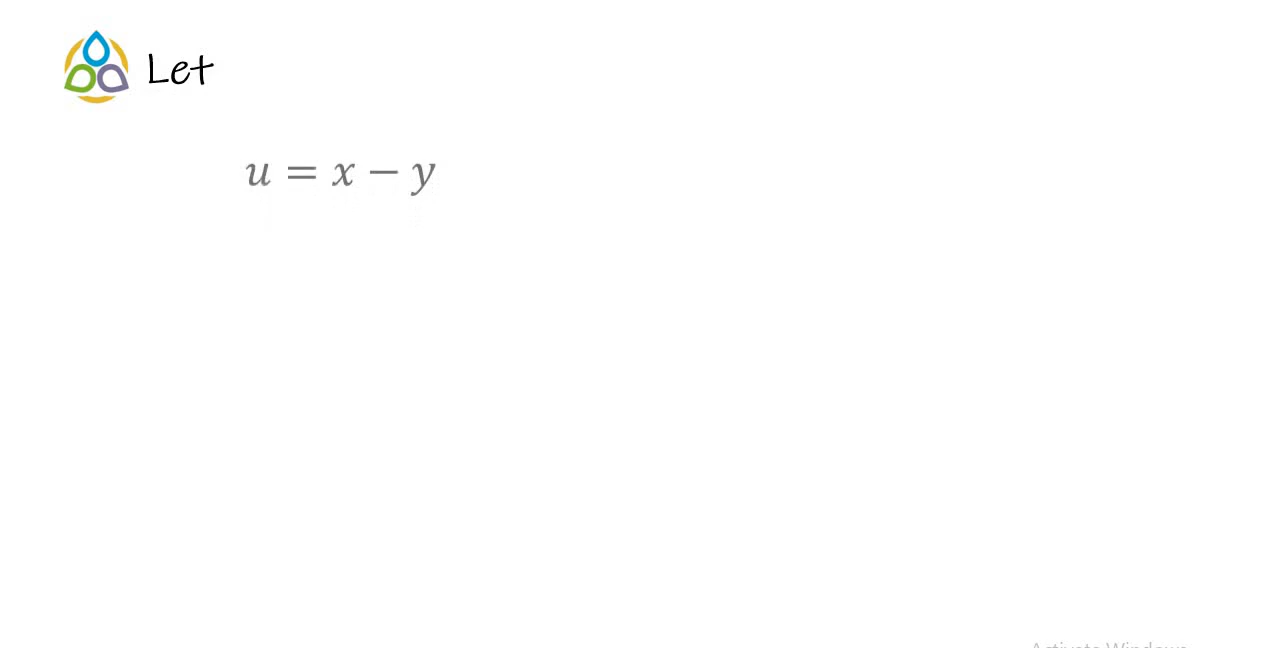 Let
u = x − y